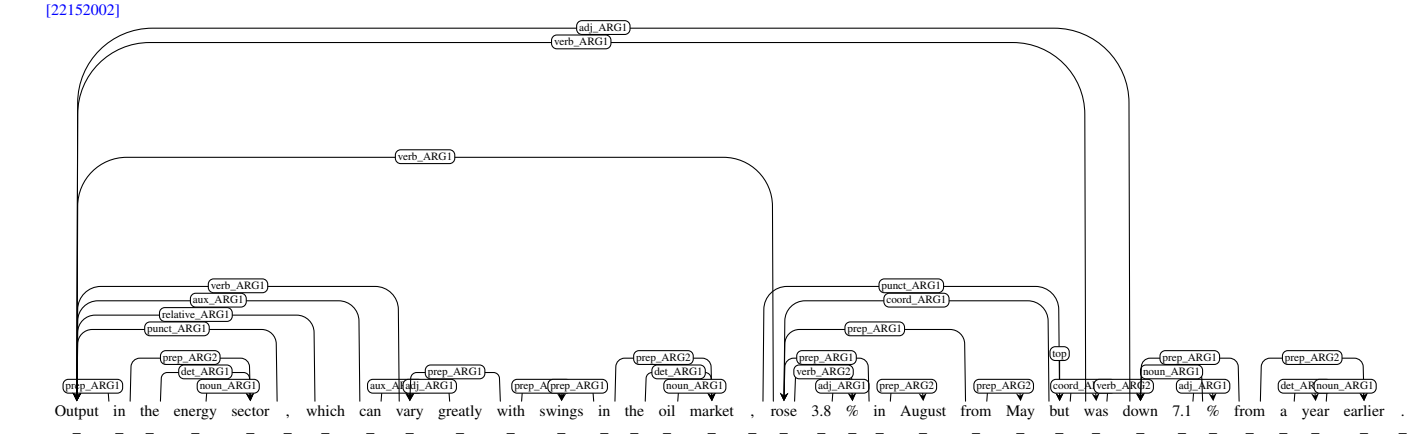 [22152002]
adj_ARG1
verb_ARG1
verb_ARG1
verb_ARG1 punct_ARG1
aux_ARG1 coord_ARG1
relative_ARG1
punct_ARG1 prep_ARG1
top
prep_ARG2 prep_ARG2 prep_ARG1 prep_ARG1 prep_ARG2
det_ARG1 prep_ARG1 det_ARG1 verb_ARG2 noun_ARG1
prep_ARG1 noun_ARG1 adj_ARG1 prep_ARG1 noun_ARG1 adj_ARG1 prep_ARG2 prep_ARG2 verb_ARG2 adj_ARG1 noun_ARG1
Output in the energy sector , which can vary greatly with swings in the oil market , rose 3.8 % in August from May but was down 7.1 % from a year earlier .
_ _ _ _ _ _ _ _ _ _ _ _ _ _ _ _ _ _ _ _ _ _ _ _ _ _ _ _ _ _ _ _ _ _ _